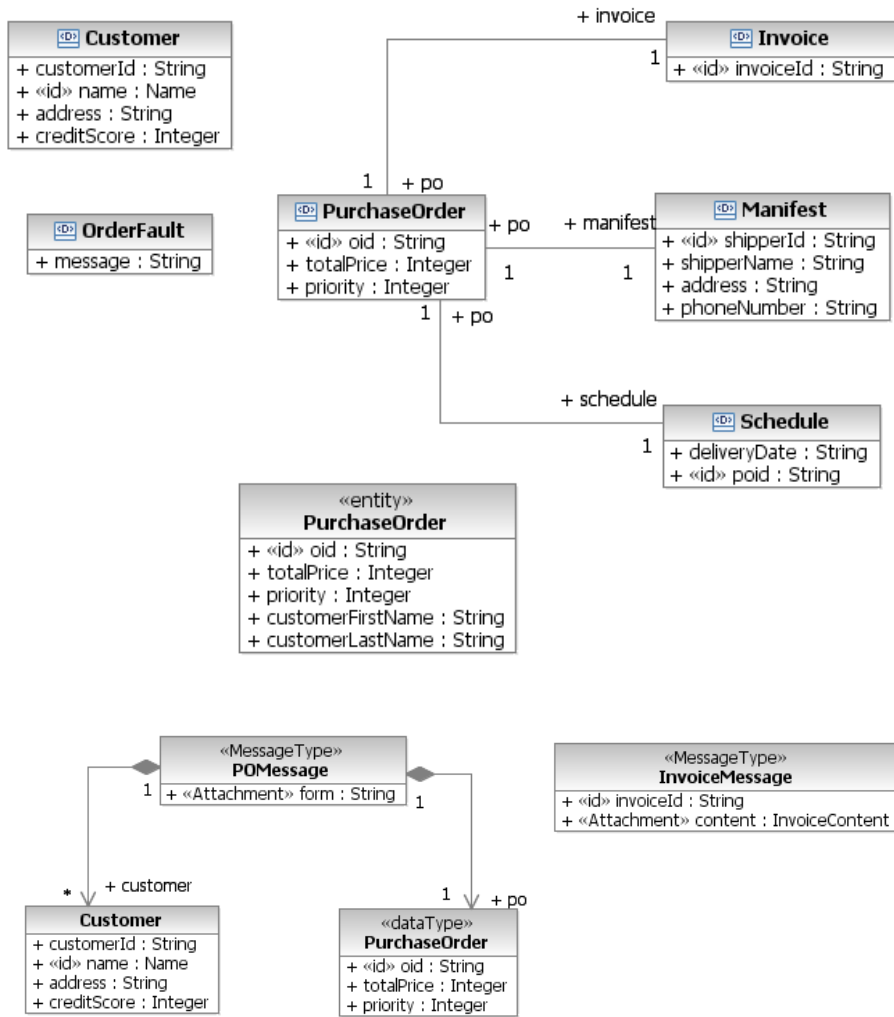 «D» Customer
+ customerId : String
+ «id» name : Name
+ address : String
+ creditScore : Integer
+ invoice
1
«D» Invoice
+ «id» invoiceId : String
«D» OrderFault
+ message : String
1
+ po
«D» PurchaseOrder
+ «id» oid : String
+ totalPrice : Integer
+ priority : Integer
+ po
1
+ manifest
1
«D» Manifest
+ «id» shipperId : String
+ shipperName : String
+ address : String
+ phoneNumber : String
1
+ po
+ schedule
1
«D» Schedule
+ deliveryDate : String
+ «id» poid : String
«entity»
PurchaseOrder
+ «id» oid : String
+ totalPrice : Integer
+ priority : Integer
+ customerFirstName : String
+ customerLastName : String
«MessageType»
POMessage
+ «Attachment» form : String
1
1
«MessageType»
InvoiceMessage
+ «id» invoiceId : String
+ «Attachment» content : InvoiceContent
*
+ customer
Customer
+ customerId : String
+ «id» name : Name
+ address : String
+ creditScore : Integer
1
+ po
«dataType»
PurchaseOrder
+ «id» oid : String
+ totalPrice : Integer
+ priority : Integer